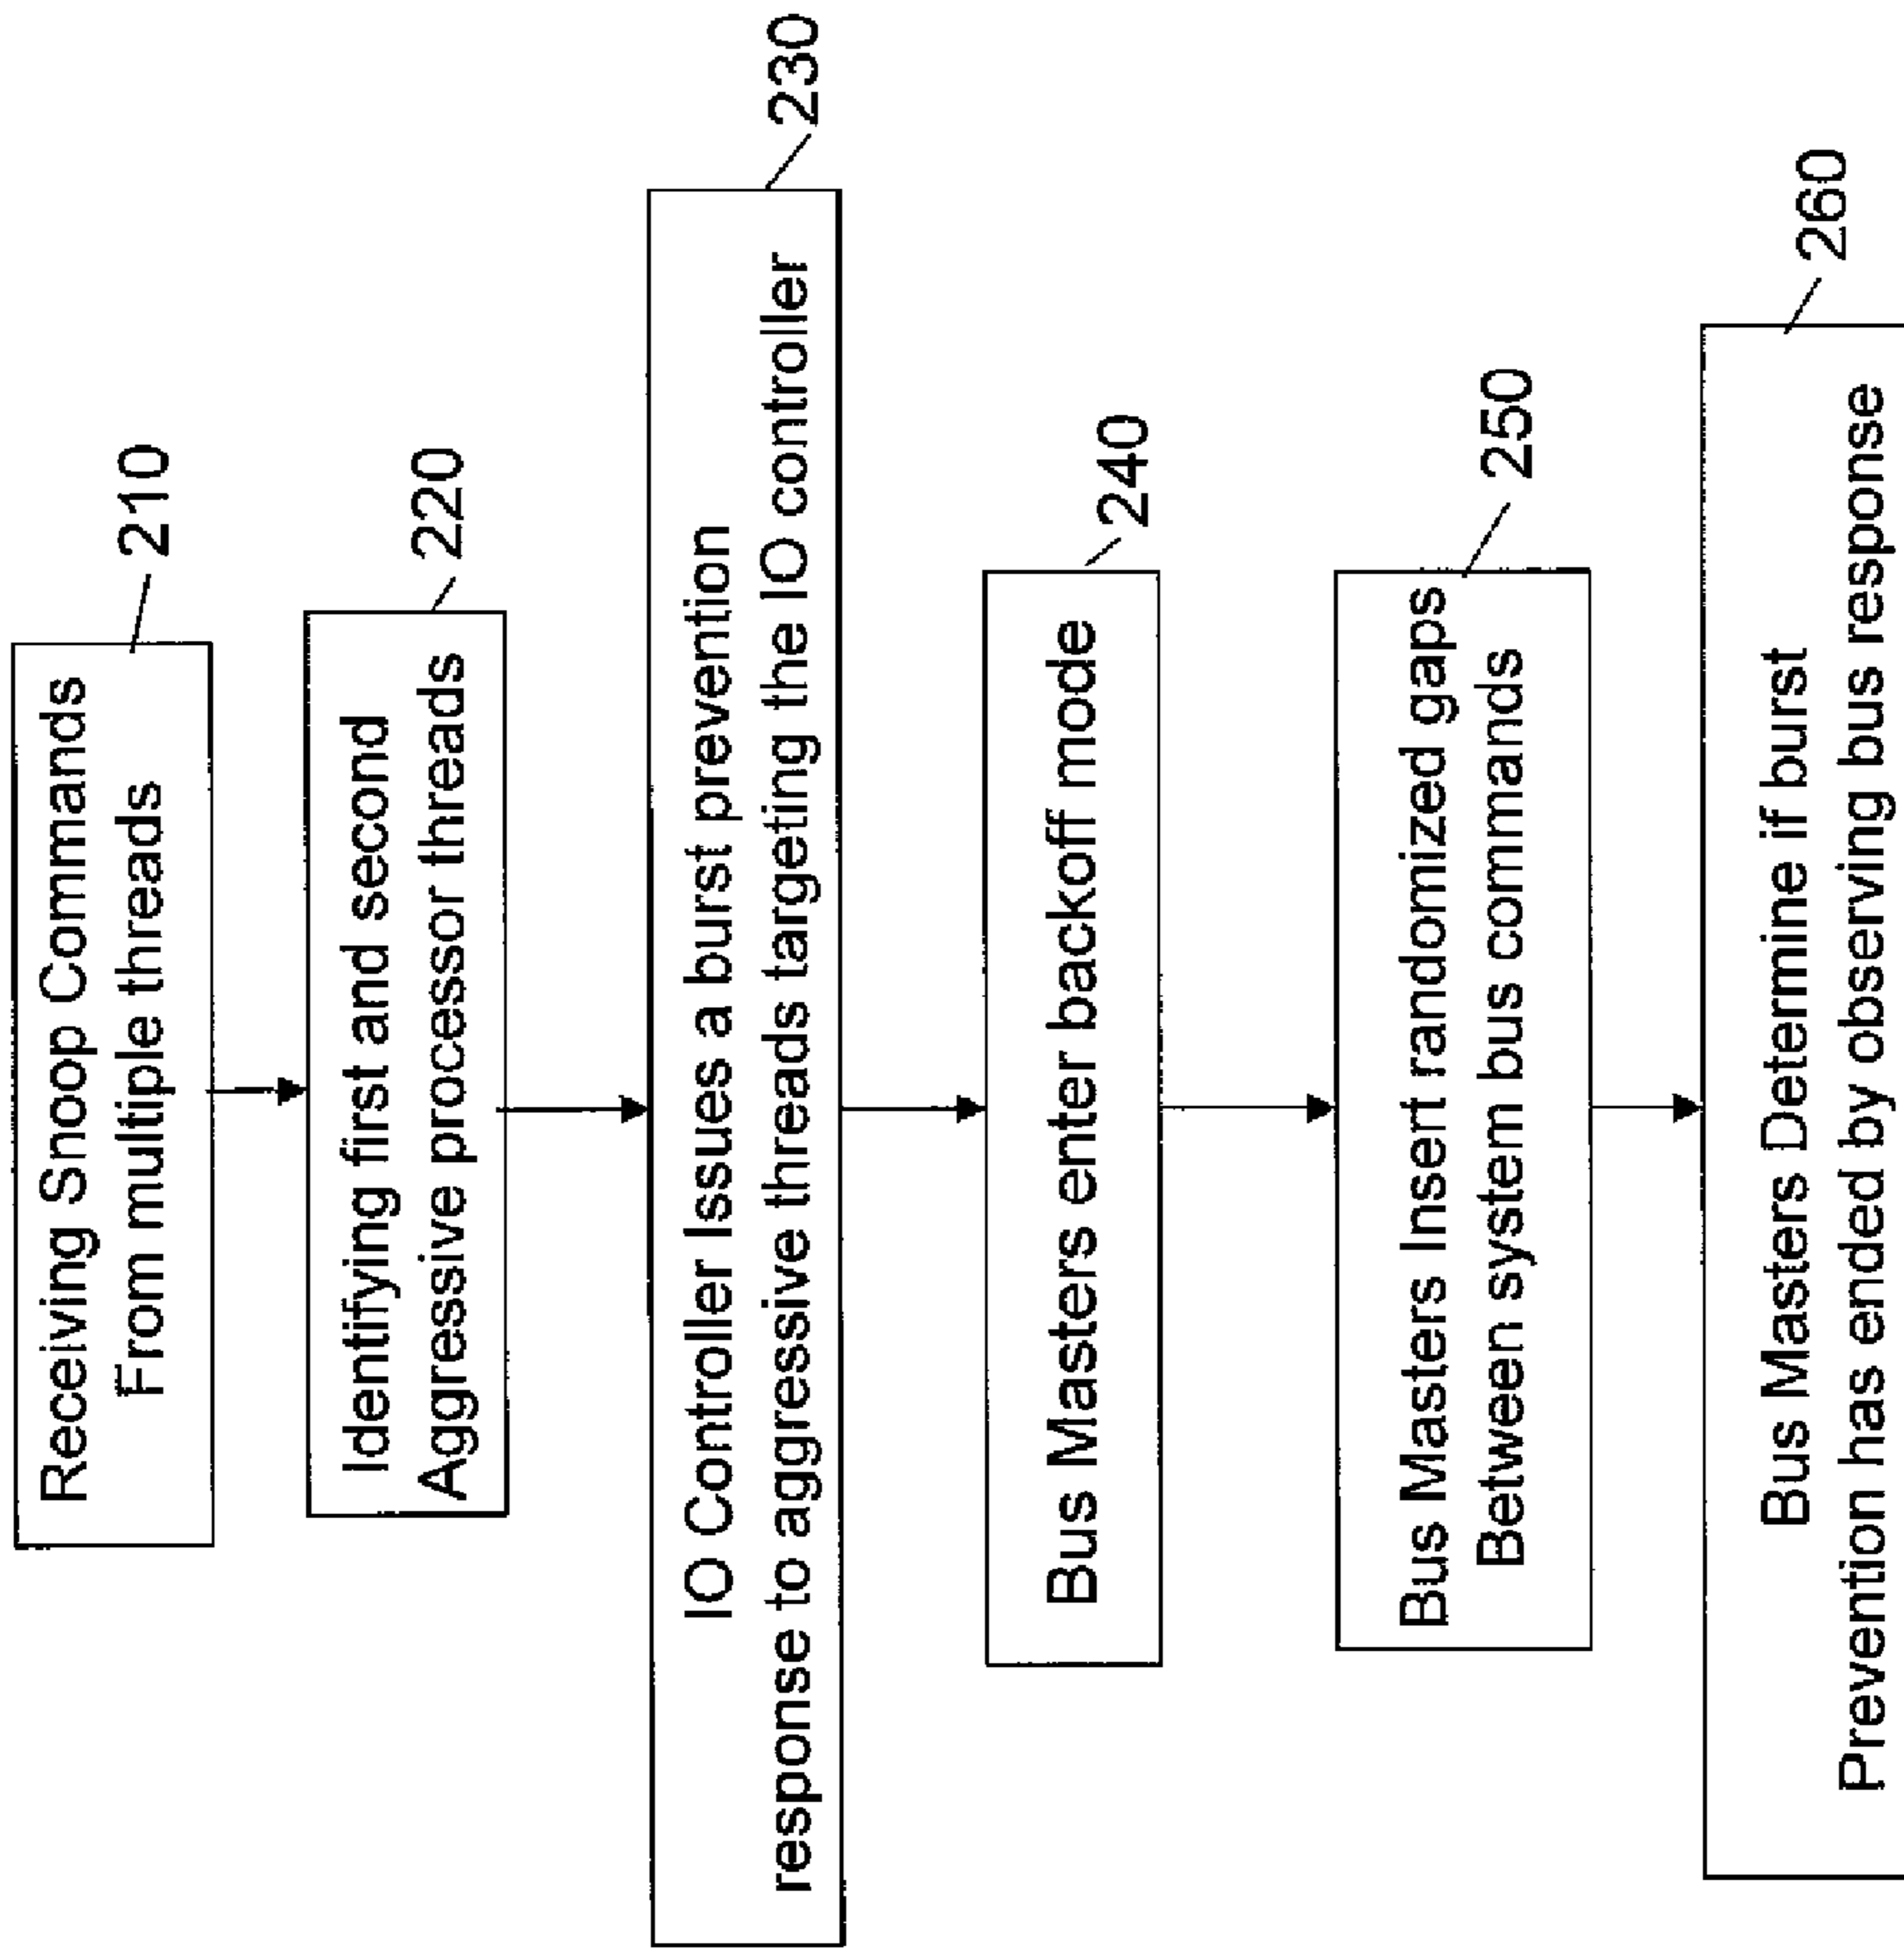 Receiving Snoop Commands
From multiple threads
210
Identifying first and second
Aggressive processor threads
220
IO Controller Issues a burst prevention
response to aggressive threads targeting the IO controller
230
Bus Masters enter backoff mode
240
Bus Masters Insert randomized gaps
Between system bus commands
250
Bus Masters Determine if burst
Prevention has ended by observing bus response
260